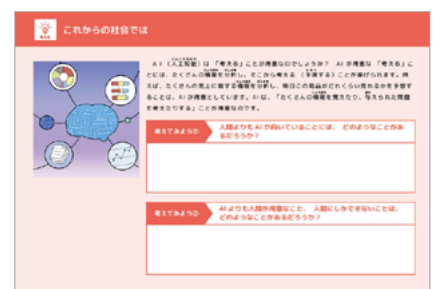 考える
これからの社会では
AI（人工知能）は「考える」ことが得意なのでしょうか？ AIが得意な「考える」こ
とには、たくさんの情報を分析し、そこから考える（予測する）ことが挙げられます。例
えば、たくさんの売上に関する情報を分析し、明日この商品がどれくらい売れるかを予想す
ることは、AIが得意としています。AIは、「たくさんの情報を覚えたり、与えられた問題
を考えたりする」ことが得意なのです。
考えてみよう①
人間よりもAIが向いていることには、どのようなことがあ
るだろうか？
考えてみよう②
AIよりも人間が得意なこと、人間にしかできないことは、
どのようなことがあるだろうか？